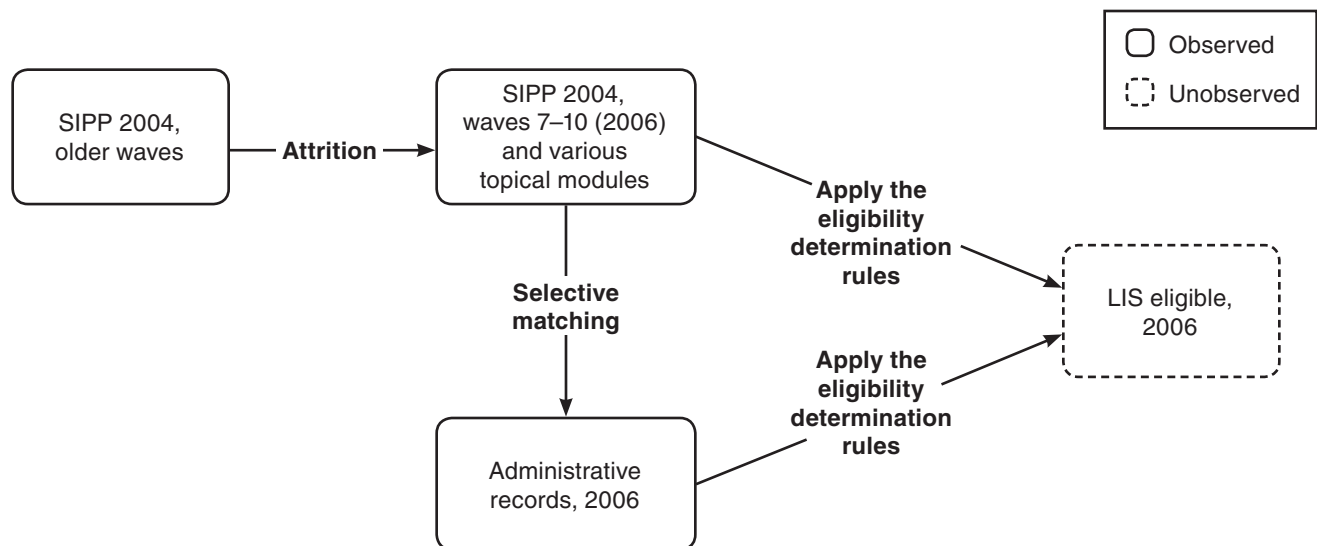 Observed
Unobserved
SIPP 2004,
older waves
Attrition
SIPP 2004,
waves 7–10 (2006)
and various
topical modules
Apply the
eligibility
determination
rules
Selective
matching
LIS eligible,
2006
Apply the
eligibility
determination
rules
Administrative
records, 2006